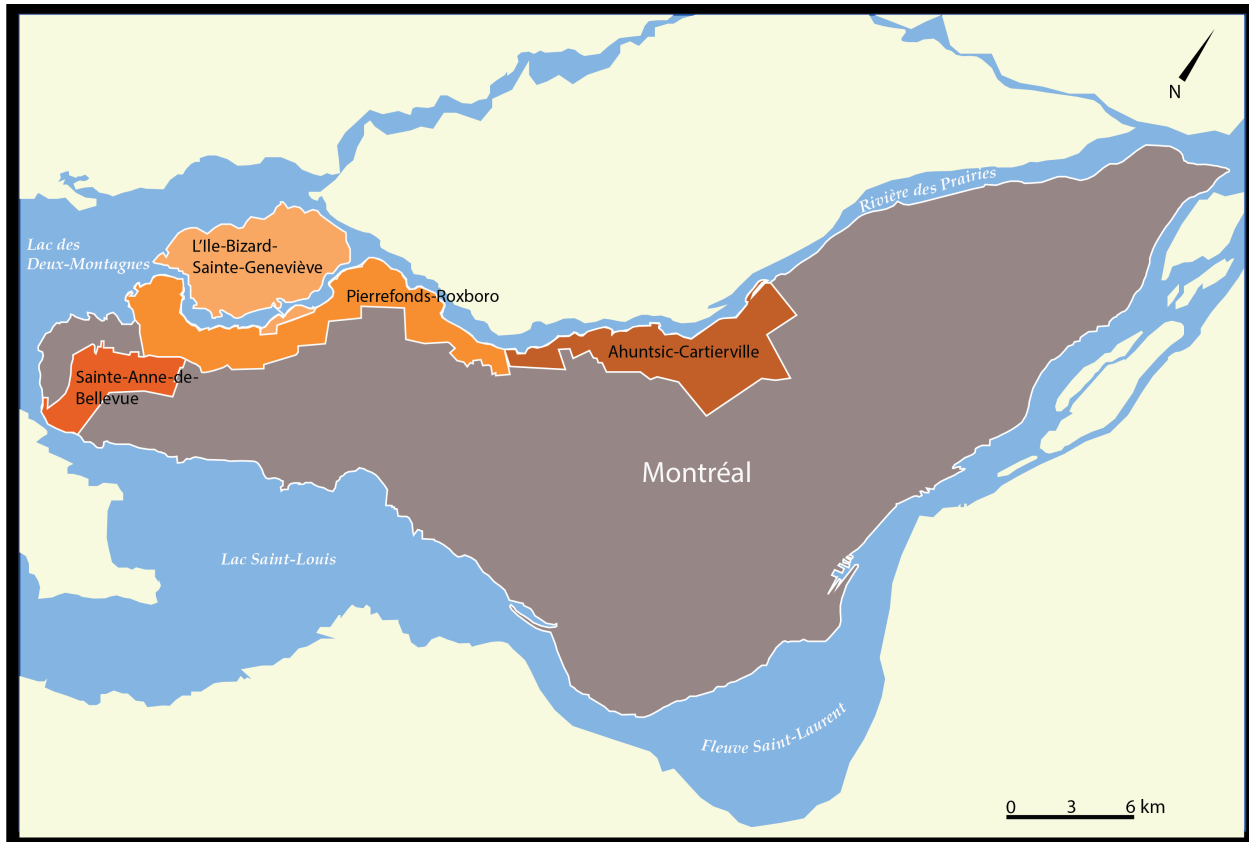 N
Rivière des Prairies
Lac des
Deux-Montagnes
L'Ile-Bizard-
Sainte-Geneviève
Pierrefonds-Roxboro
Ahuntsic-Cartierville
Sainte-Anne-de-
Bellevue
Montréal
Lac Saint-Louis
Fleuve Saint-Laurent
0 3 6 km